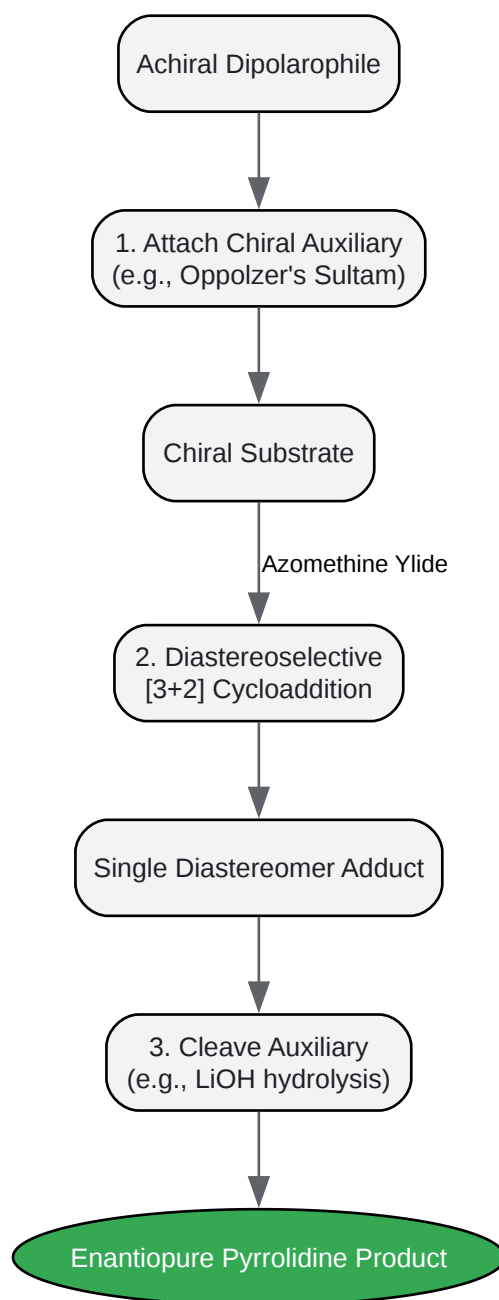 Achiral Dipolarophile
1. Attach Chiral Auxiliary
(e.g., Oppolzer's Sultam)
Chiral Substrate
Azomethine Ylide
2. Diastereoselective
[3+2] Cycloaddition
Single Diastereomer Adduct
3. Cleave Auxiliary
(e.g., LiOH hydrolysis)
Enantiopure Pyrrolidine Product